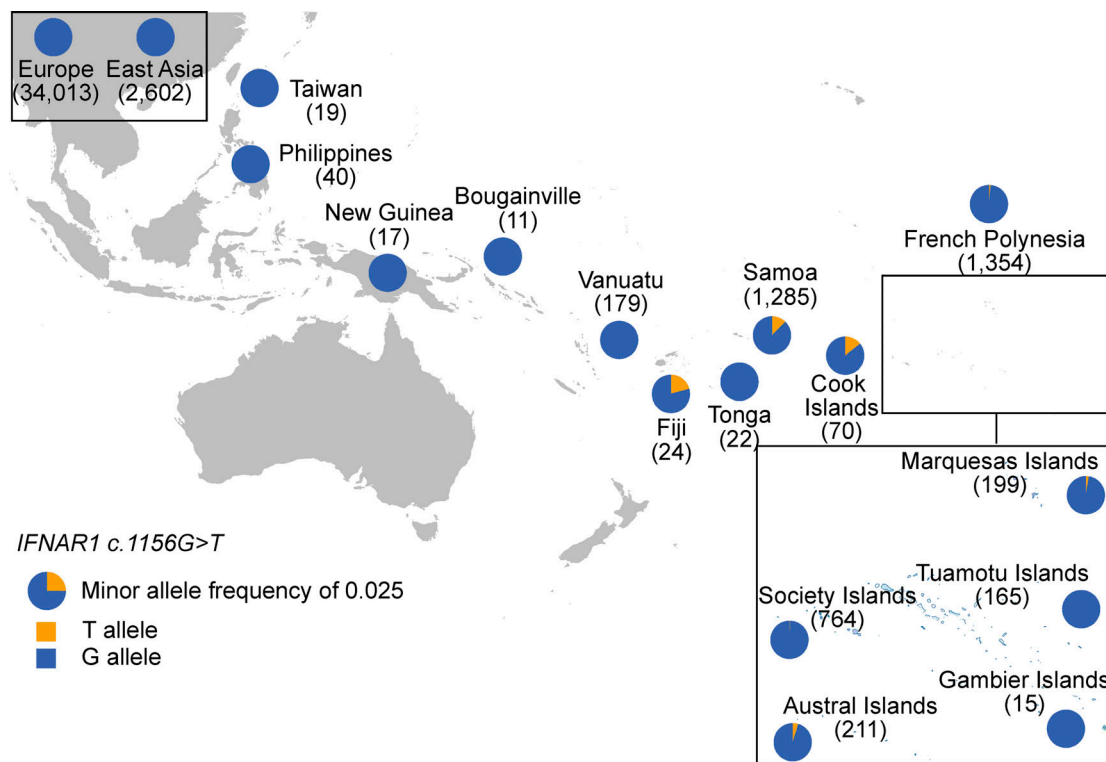 Europe
(34,013)
East Asia
(2,602)
Taiwan
(19)
Philippines
(40)
New Guinea
(17)
Bougainville
(11)
Vanuatu
(179)
Fiji
(24)
Tonga
(22)
Samoa
(1,285)
Cook
Islands
(70)
French Polynesia
(1,354)
Marquesas Islands
(199)
Tuamotu Islands
(165)
Society Islands
(764)
Gambier Islands
(15)
Austral Islands
(211)
IFNAR1 c.1156G>T
Minor allele frequency of 0.025
T allele
G allele